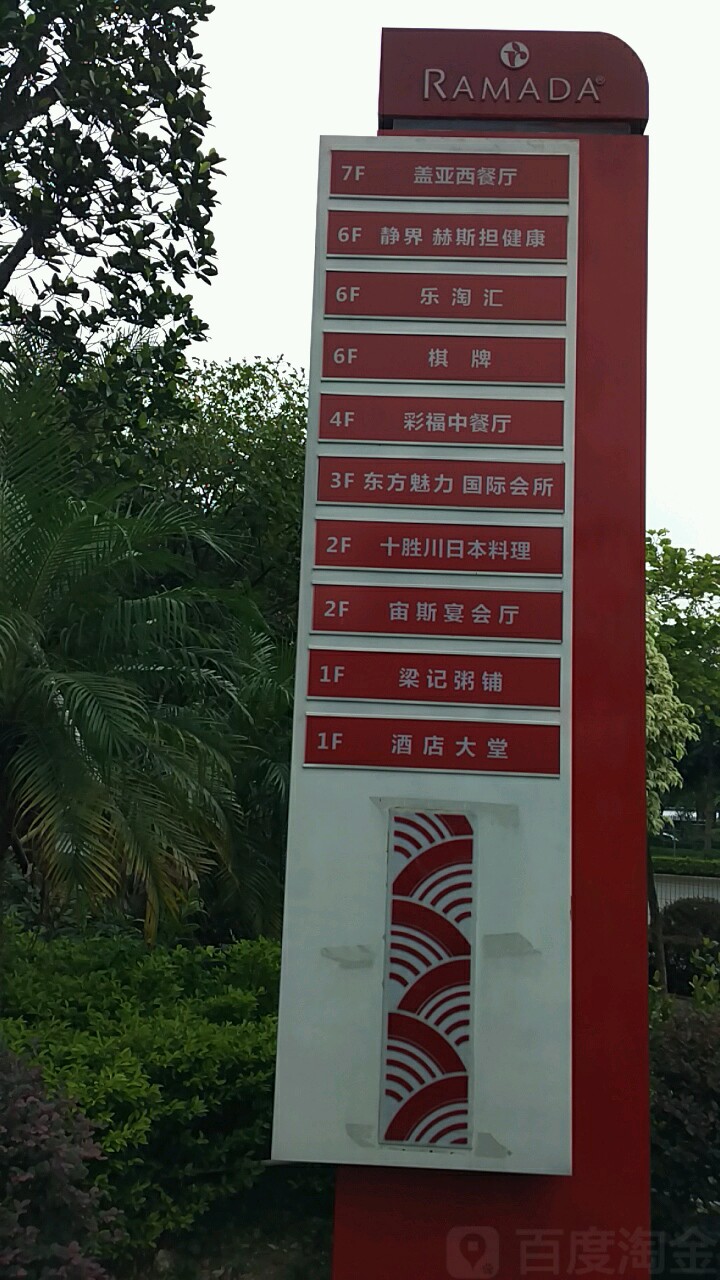 RAMADA
7F 盖亚西餐厅
6F 静界 赫斯担健康
6F 乐淘汇
6F 棋牌
4F 彩福中餐厅
3F 东方魅力 国际会所
2F 十胜川日本料理
2F 宙斯宴会厅
1F 梁记粥铺
1F 酒店大堂
百度淘金